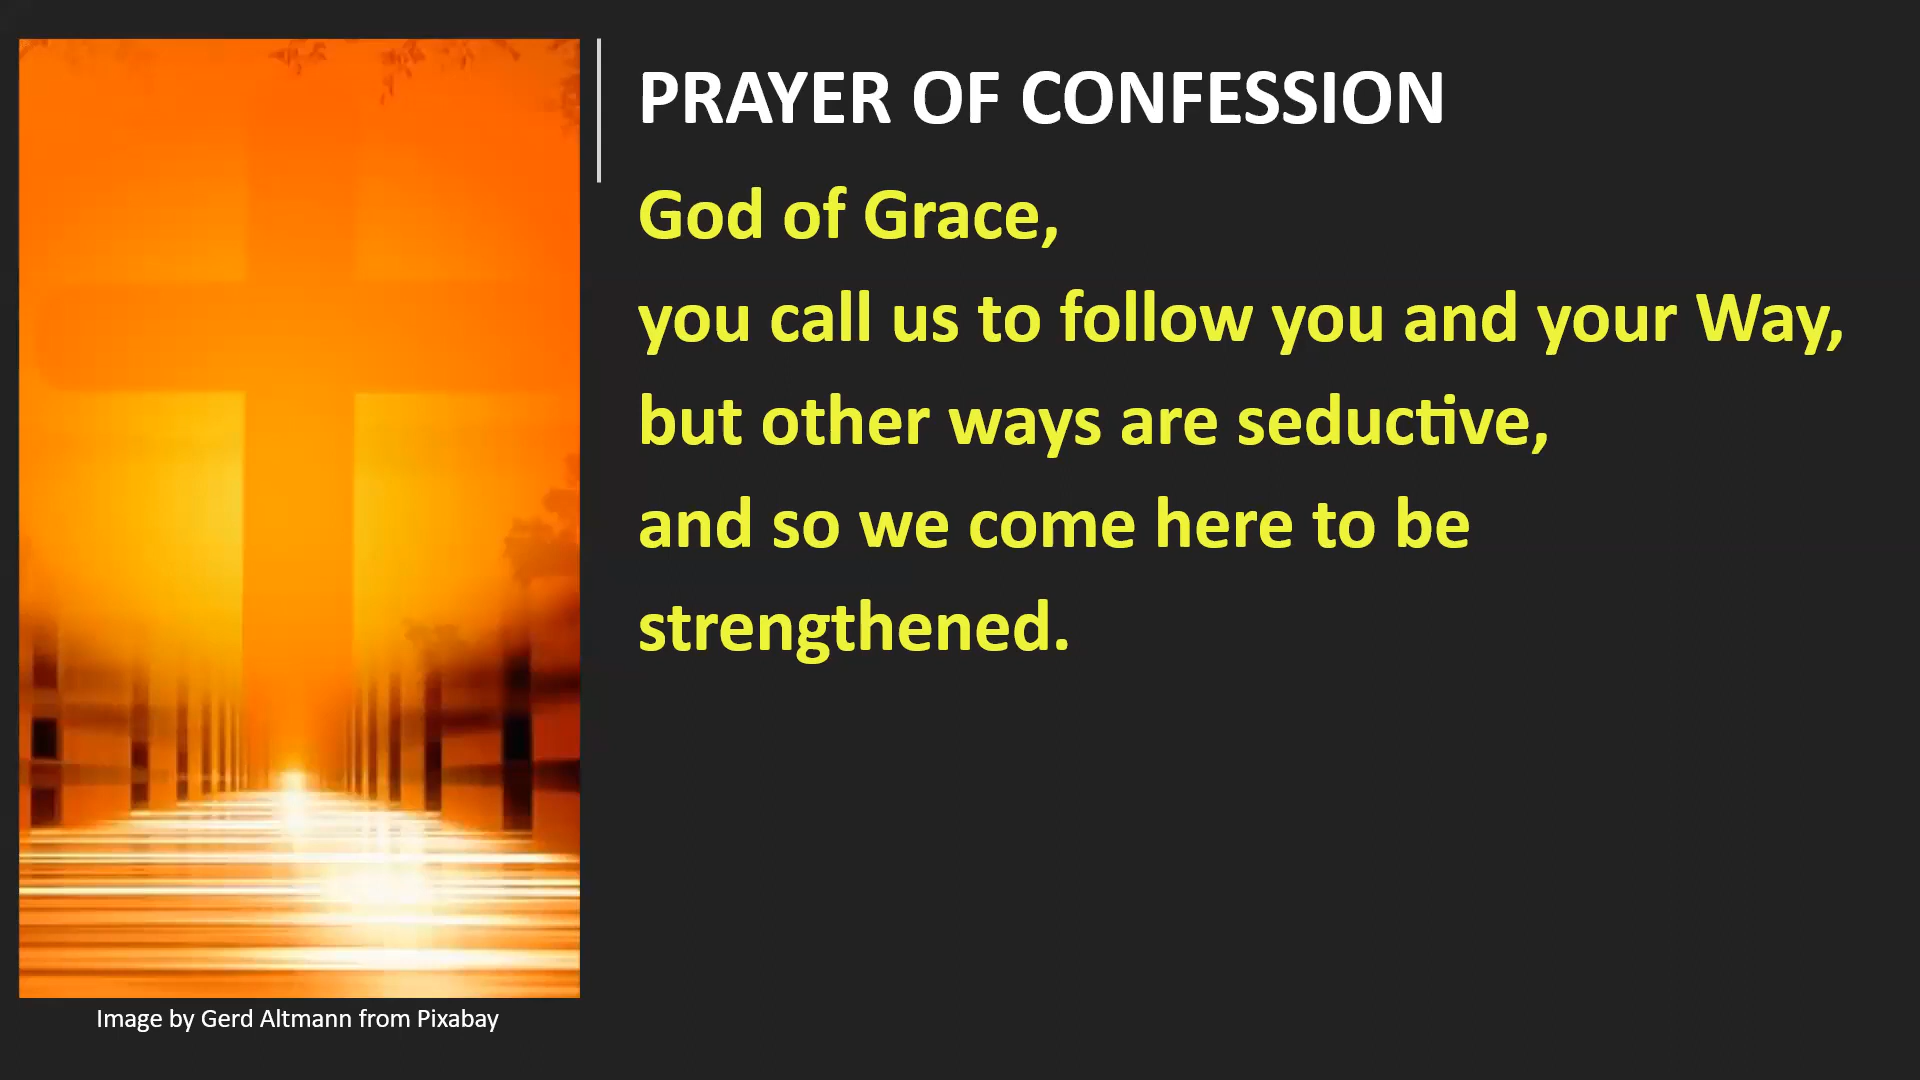 PRAYER OF CONFESSION
God of Grace,
you call us to follow you and your Way,
but other ways are seductive,
and so we come here to be
strengthened.
Image by Gerd Altmann from Pixabay